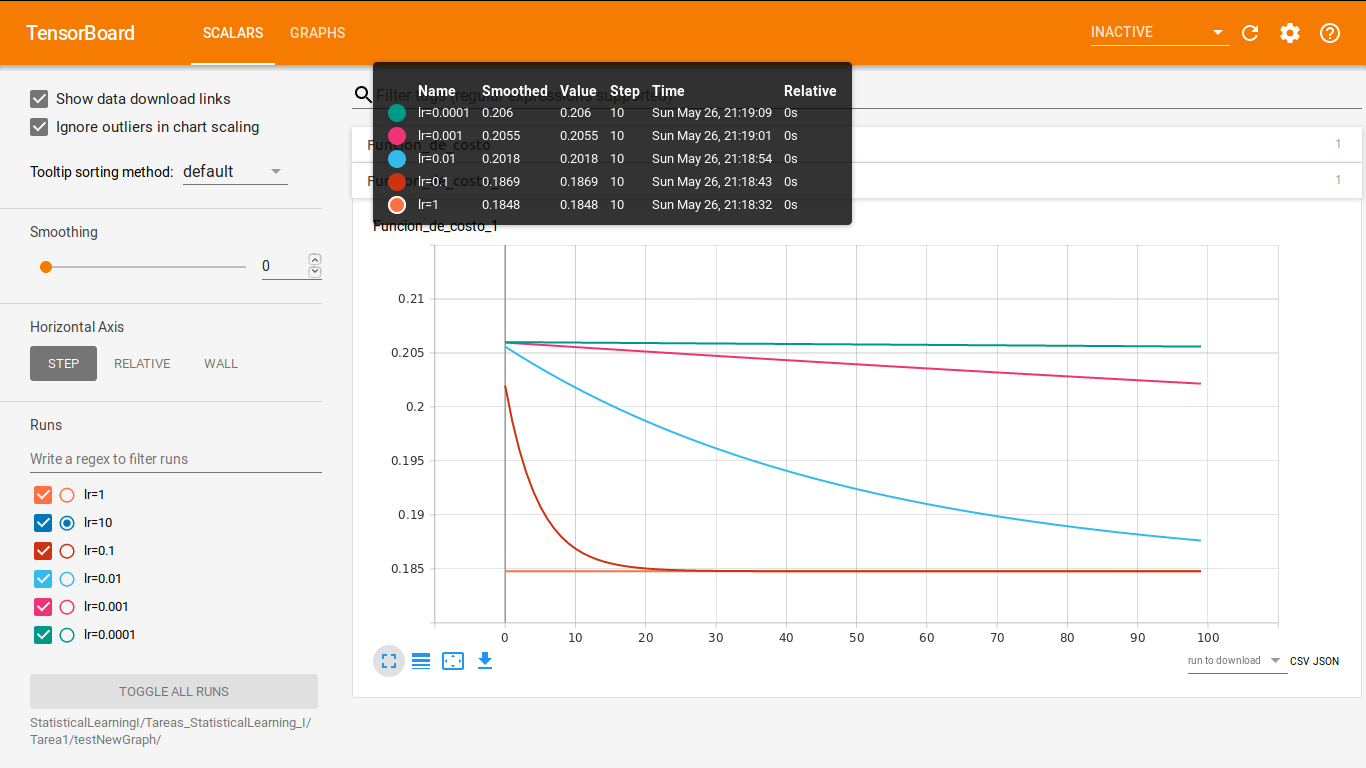 TensorBoard SCALARS GRAPHS INACTIVE
Show data download links
Ignore outliers in chart scaling
Tooltip sorting method: default
Smoothing
0
Horizontal Axis
STEP RELATIVE WALL
Runs
Write a regex to filter runs
lr=1
lr=10
lr=0.1
lr=0.01
lr=0.001
lr=0.0001
TOGGLE ALL RUNS
StatisticalLearningI/Tareas_StatisticalLearning_I/
Tarea1/testNewGraph/
Filter tags (regular expressions supported)
Name Smoothed Value Step Time Relative
lr=0.0001 0.206 0.206 10 Sun May 26, 21:19:09 0s
lr=0.001 0.2055 0.2055 10 Sun May 26, 21:19:01 0s
lr=0.01 0.2018 0.2018 10 Sun May 26, 21:18:54 0s
lr=0.1 0.1869 0.1869 10 Sun May 26, 21:18:43 0s
lr=1 0.1848 0.1848 10 Sun May 26, 21:18:32 0s
Funcion_de_costo 1
1
Funcion_de_costo_1
0.21
0.205
0.2
0.195
0.19
0.185
0 10 20 30 40 50 60 70 80 90 100
run to download CSV JSON